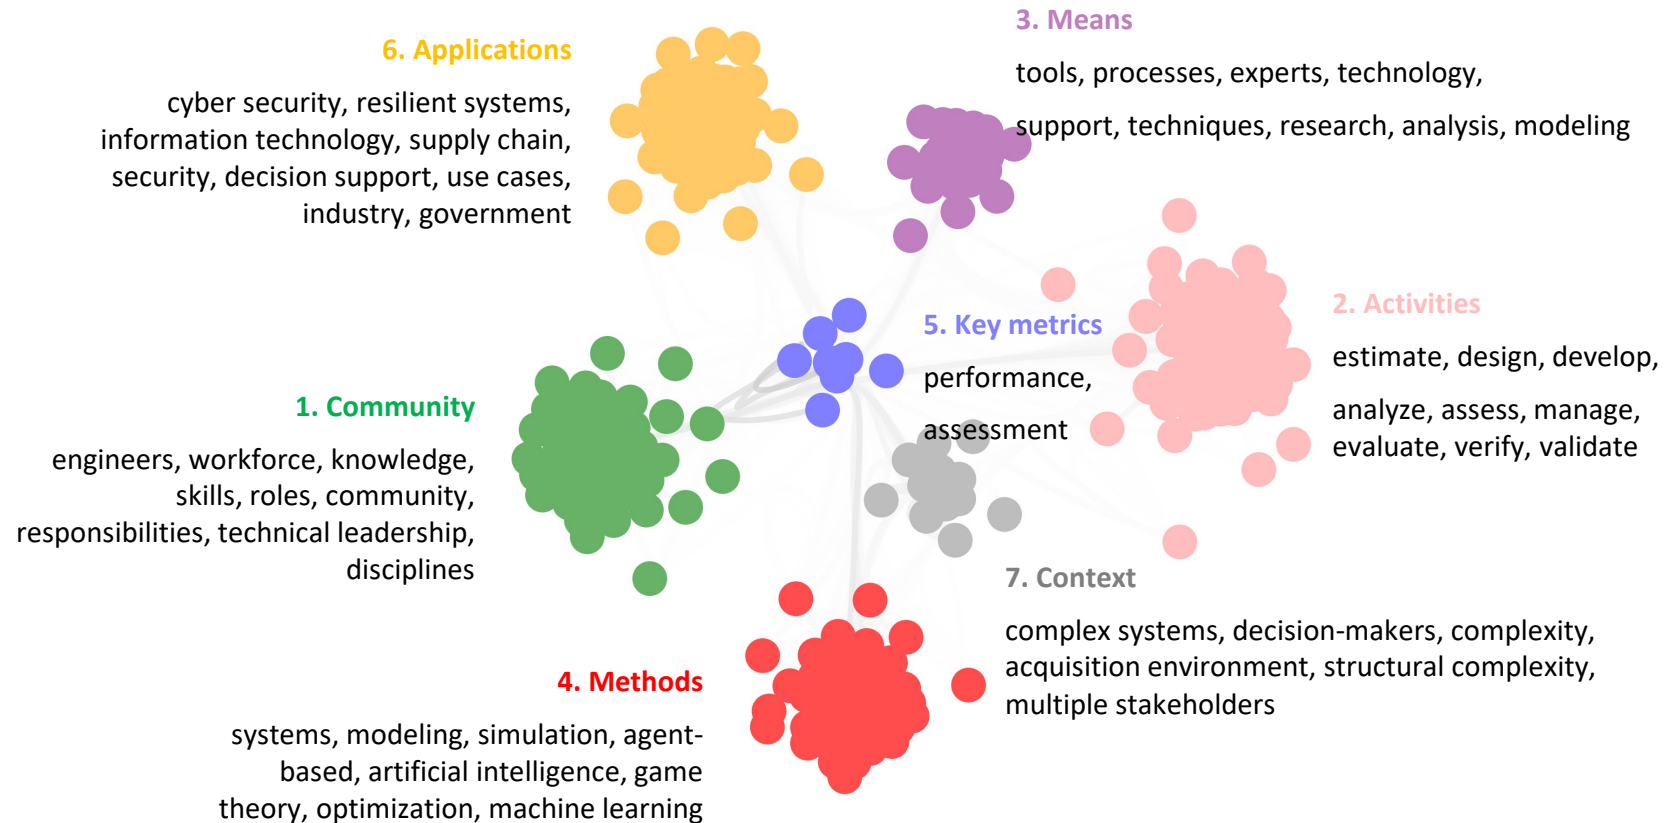 6. Applications
cyber security, resilient systems,
information technology, supply chain,
security, decision support, use cases,
industry, government
3. Means
tools, processes, experts, technology,
support, techniques, research, analysis, modeling
2. Activities
estimate, design, develop,
analyze, assess, manage,
evaluate, verify, validate
5. Key metrics
performance,
assessment
1. Community
engineers, workforce, knowledge,
skills, roles, community,
responsibilities, technical leadership,
disciplines
7. Context
complex systems, decision-makers, complexity,
acquisition environment, structural complexity,
multiple stakeholders
4. Methods
systems, modeling, simulation, agent-
based, artificial intelligence, game
theory, optimization, machine learning